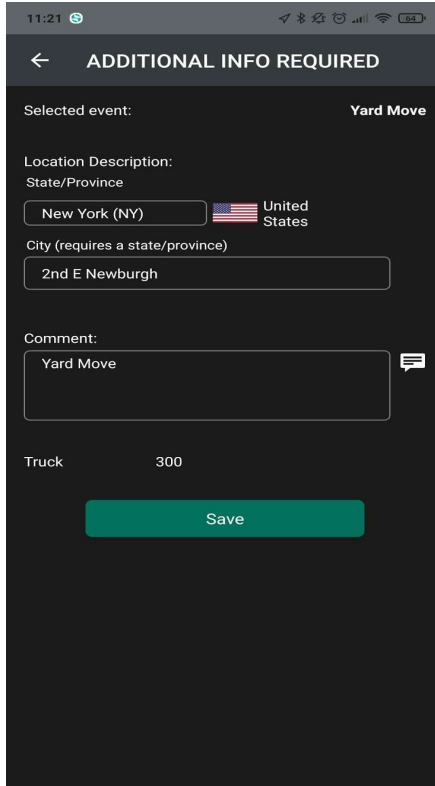 11:21
64
ADDITIONAL INFO REQUIRED
Selected event: Yard Move
Location Description:
State/Province
New York (NY) United
States
City (requires a state/province)
2nd E Newburgh
Comment:
Yard Move
Truck 300
Save